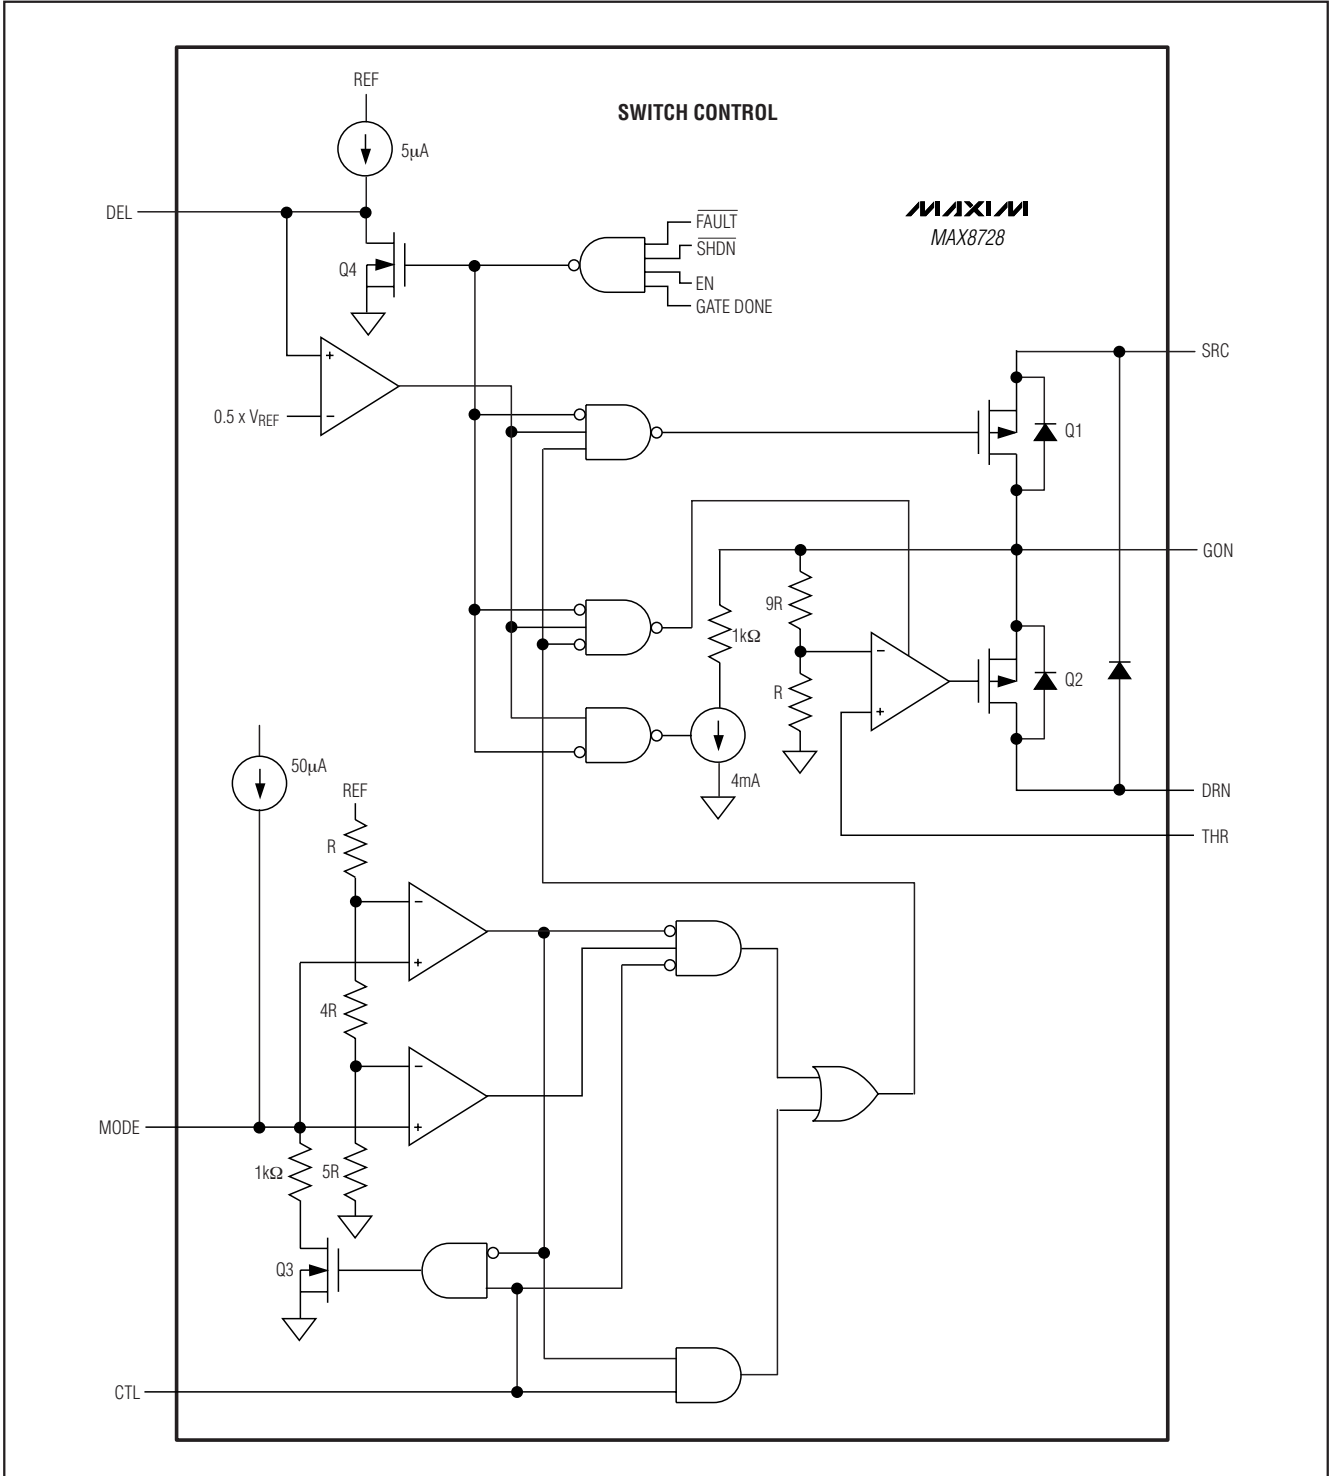 REF
SWITCH CONTROL
5µA
MAXIM
MAX8728
DEL
FAULT
SHDN
Q4
EN
GATE DONE
SRC
0.5 x VREF
Q1
GON
9R
1kΩ
R
Q2
4mA
50µA
REF
DRN
THR
R
4R
MODE
1kΩ
5R
Q3
CTL